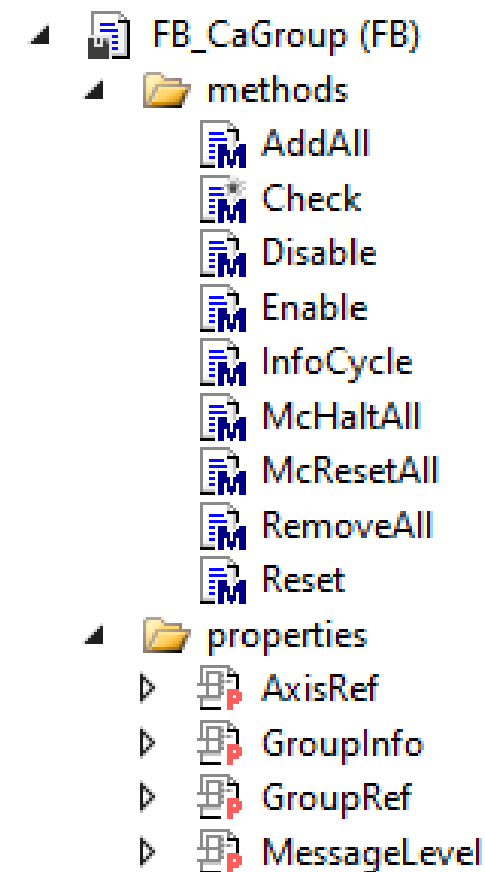 FB_CaGroup (FB)
methods
AddAll
Check
Disable
Enable
InfoCycle
McHaltAll
McResetAll
RemoveAll
Reset
properties
AxisRef
GroupInfo
GroupRef
MessageLevel